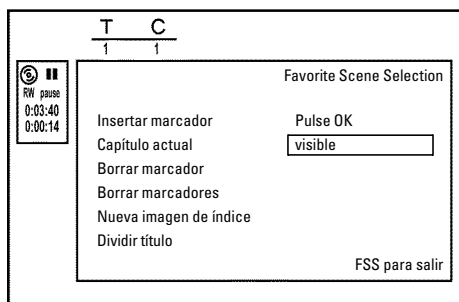 T C
1 1
RW pause
0:03:40
0:00:14
Favorite Scene Selection
Insertar marcador Pulse OK
Capítulo actual visible
Borrar marcador
Borrar marcadores
Nueva imagen de índice
Dividir título
FSS para salir